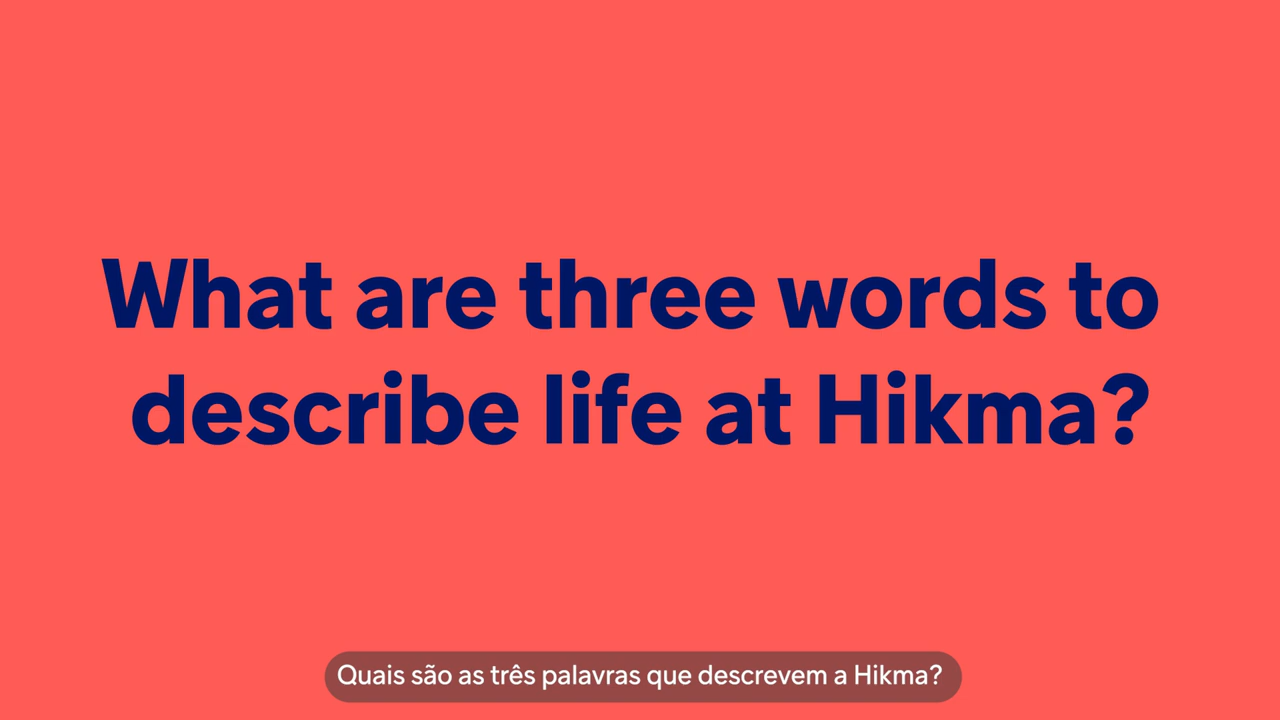 What are three words to
describe life at Hikma?
Quais são as três palavras que descrevem a Hikma?